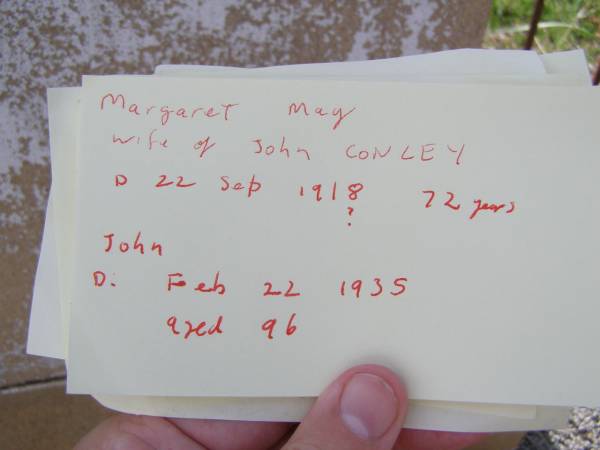 Margaret May
wife of John CONLEY
D 22 Sep 1918 72 years
?
John
D: Feb 22 1935
aged 96